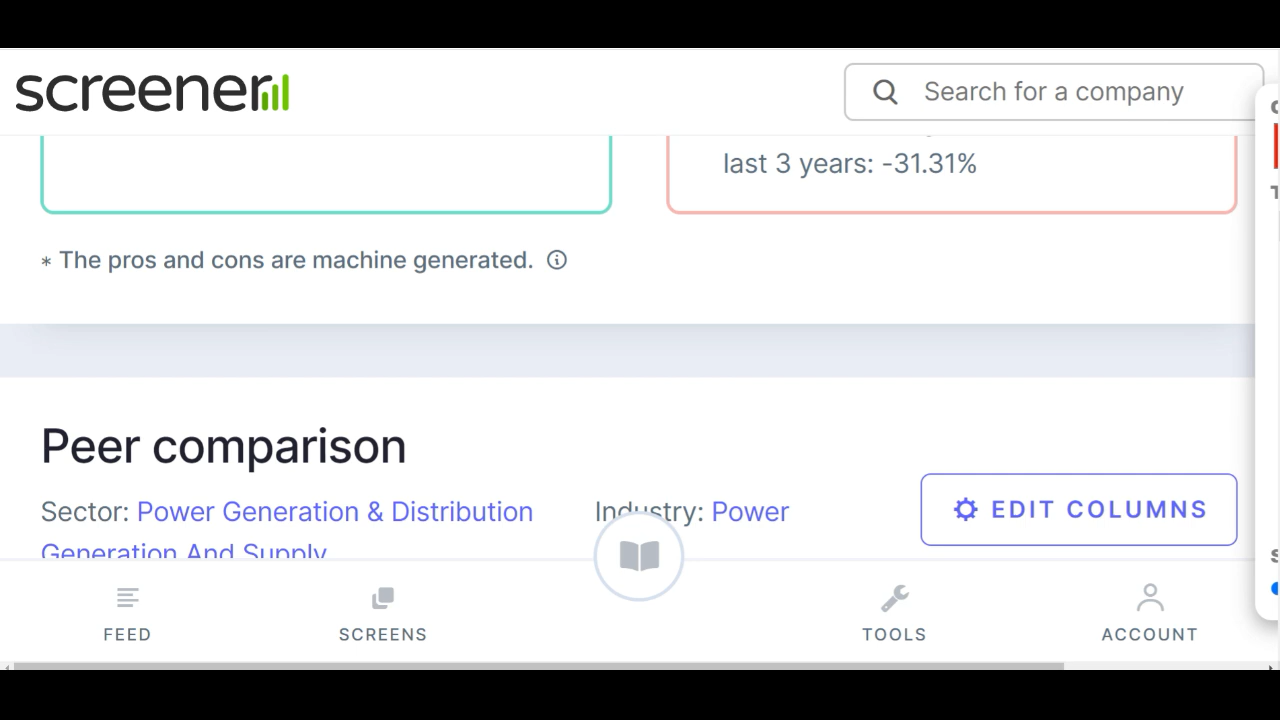 screener
Search for a company
last 3 years: -31.31%
* The pros and cons are machine generated.
Peer comparison
Sector: Power Generation & Distribution Industry: Power
Generation And Supply
EDIT COLUMNS
FEED
SCREENS
TOOLS
ACCOUNT